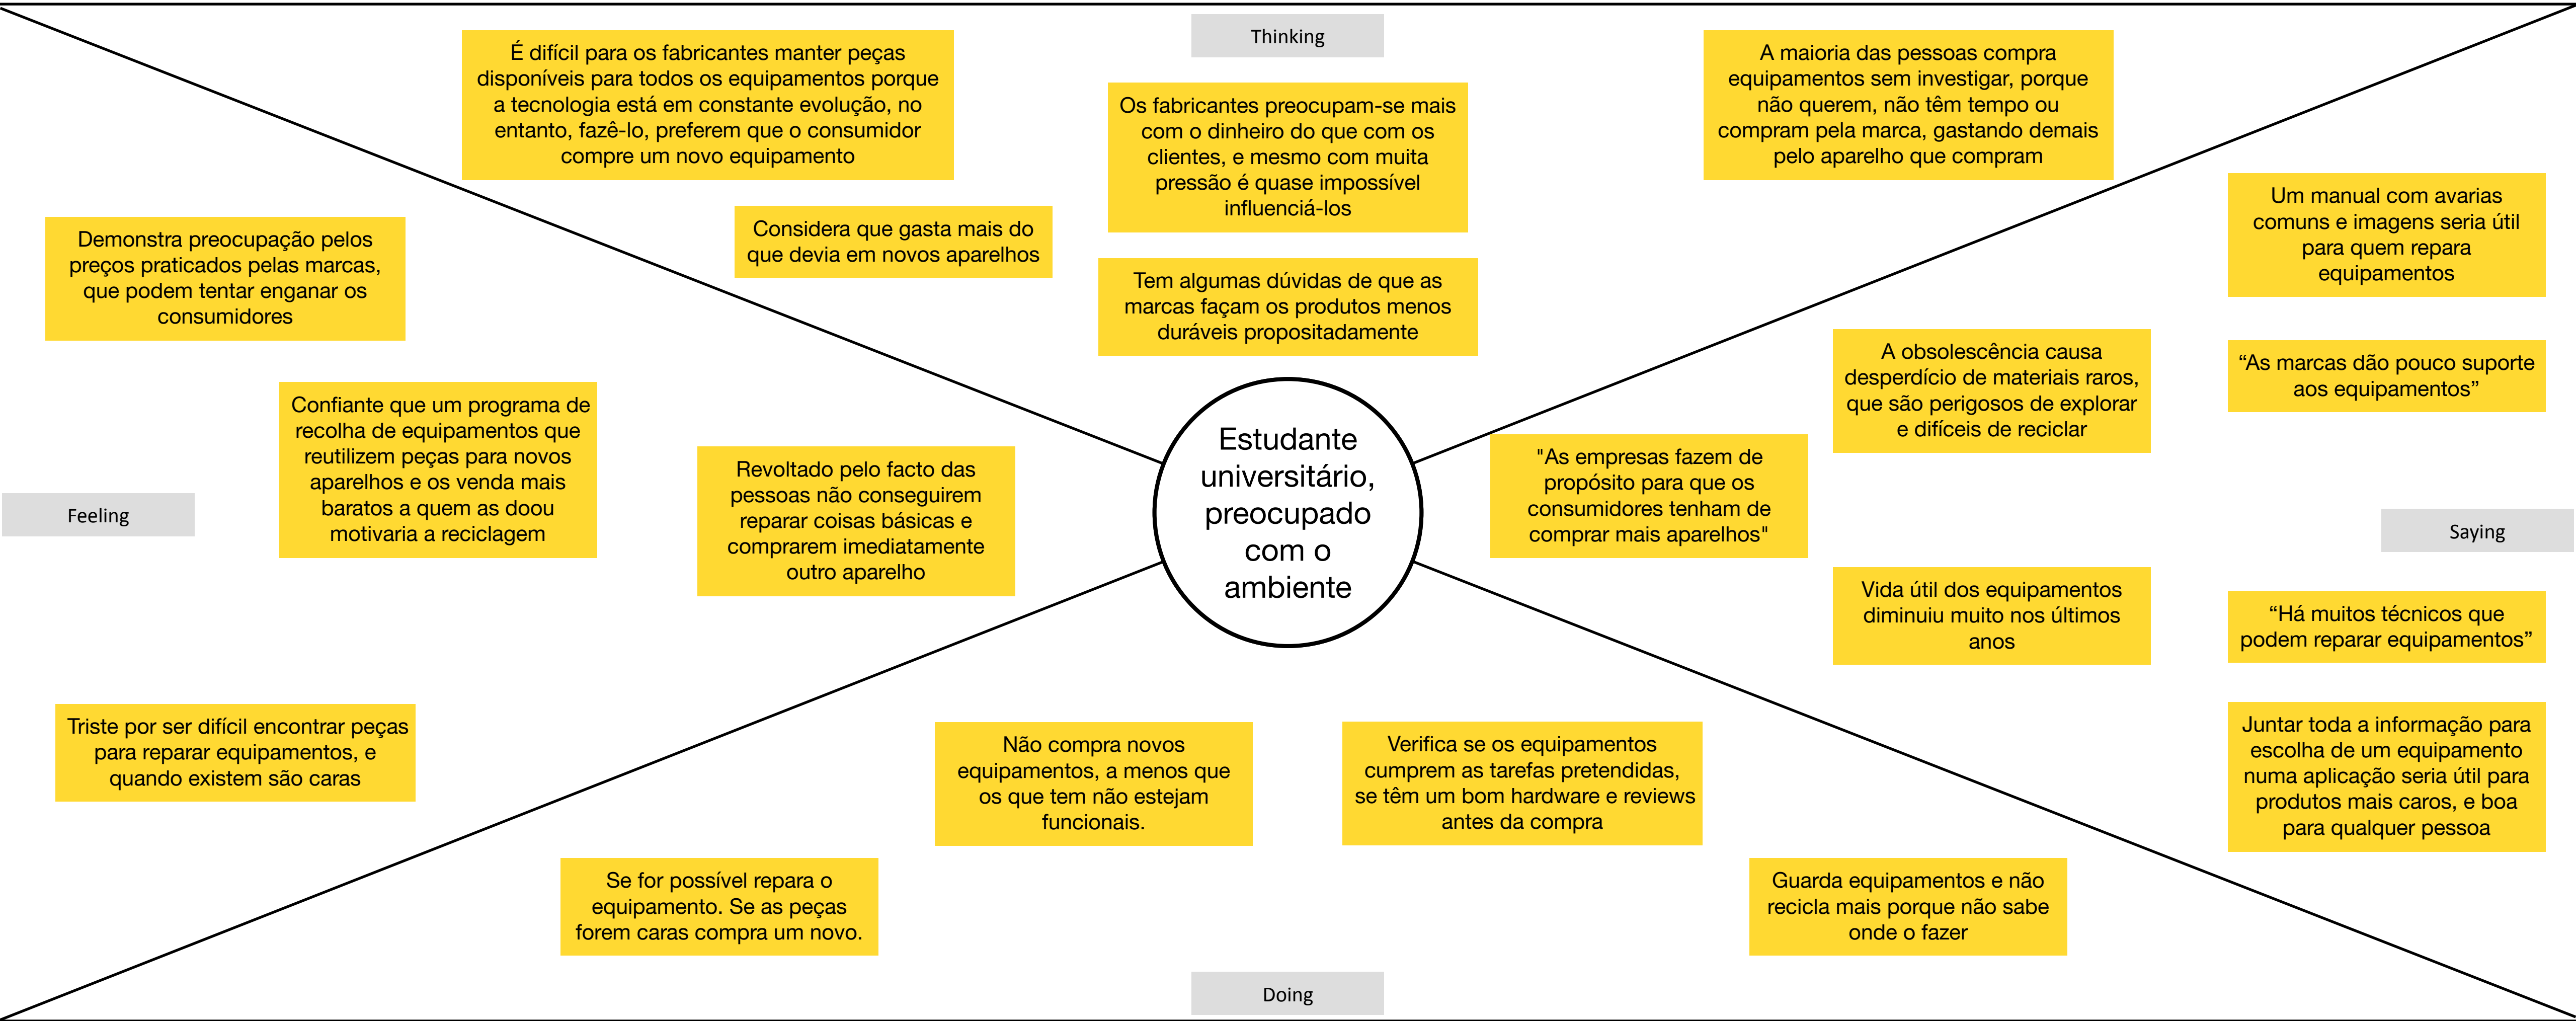 Thinking
É difícil para os fabricantes manter peças
disponíveis para todos os equipamentos porque
a tecnologia está em constante evolução, no
entanto, fazê-lo, preferem que o consumidor
compre um novo equipamento
Os fabricantes preocupam-se mais
com o dinheiro do que com os
clientes, e mesmo com muita
pressão é quase impossível
influenciá-los
A maioria das pessoas compra
equipamentos sem investigar, porque
não querem, não têm tempo ou
compram pela marca, gastando demais
pelo aparelho que compram
Considera que gasta mais do
que devia em novos aparelhos
Tem algumas dúvidas de que as
marcas façam os produtos menos
duráveis propositadamente
Feeling
Demonstra preocupação pelos
preços praticados pelas marcas,
que podem tentar enganar os
consumidores
Confiante que um programa de
recolha de equipamentos que
reutilizem peças para novos
aparelhos e os venda mais
baratos a quem as doou
motivaria a reciclagem
Revoltado pelo facto das
pessoas não conseguirem
reparar coisas básicas e
comprarem imediatamente
outro aparelho
Triste por ser difícil encontrar peças
para reparar equipamentos, e
quando existem são caras
Estudante
universitário,
preocupado
com o
ambiente
Saying
Um manual com avarias
comuns e imagens seria útil
para quem repara
equipamentos
A obsolescência causa
desperdício de materiais raros,
que são perigosos de explorar
e difíceis de reciclar
“As marcas dão pouco suporte
aos equipamentos”
"As empresas fazem de
propósito para que os
consumidores tenham de
comprar mais aparelhos"
Vida útil dos equipamentos
diminuiu muito nos últimos
anos
“Há muitos técnicos que
podem reparar equipamentos”
Juntar toda a informação para
escolha de um equipamento
numa aplicação seria útil para
produtos mais caros, e boa
para qualquer pessoa
Não compra novos
equipamentos, a menos que
os que tem não estejam
funcionais.
Verifica se os equipamentos
cumprem as tarefas pretendidas,
se têm um bom hardware e reviews
antes da compra
Se for possível repara o
equipamento. Se as peças
forem caras compra um novo.
Guarda equipamentos e não
recicla mais porque não sabe
onde o fazer
Doing